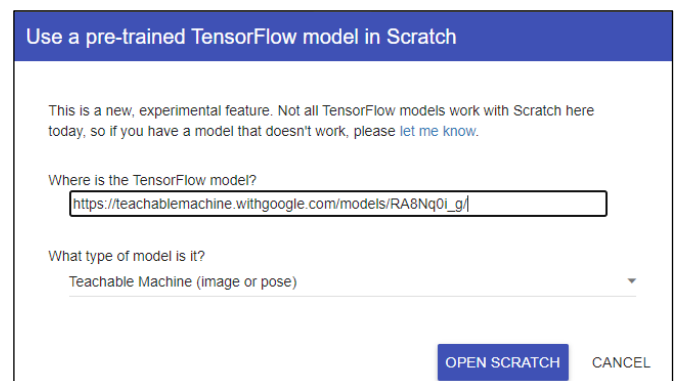 Use a pre-trained TensorFlow model in Scratch
This is a new, experimental feature. Not all TensorFlow models work with Scratch here
today, so if you have a model that doesn't work, please let me know.
Where is the TensorFlow model?
https://teachablemachine.withgoogle.com/models/RA8Nq0i_g/
What type of model is it?
Teachable Machine (image or pose)
OPEN SCRATCH CANCEL